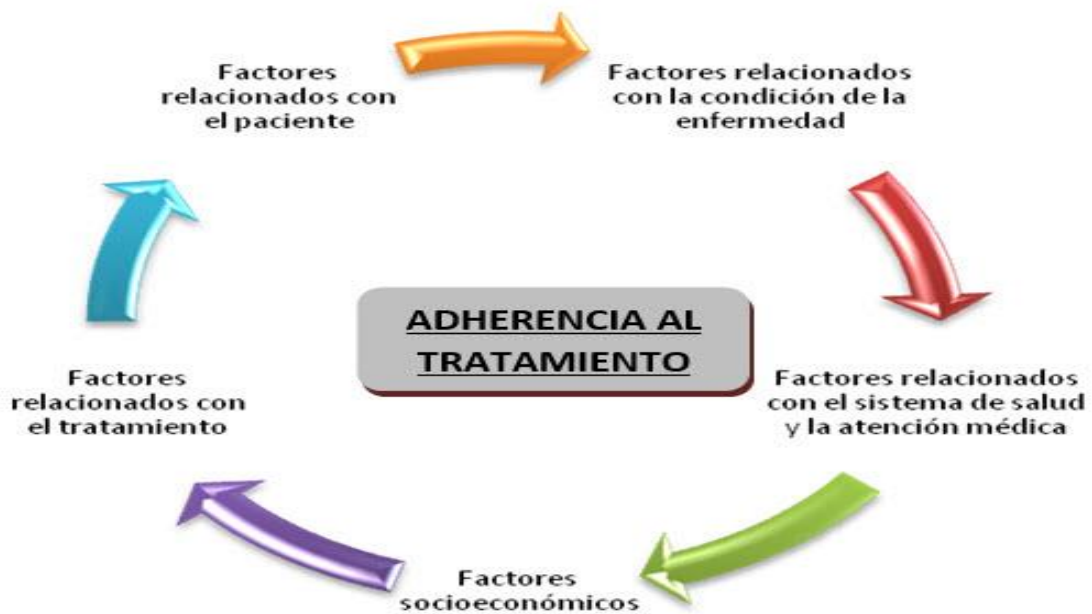 Factores
relacionados con
el paciente
Factores relacionados
con la condición de la
enfermedad
ADHERENCIA AL
TRATAMIENTO
Factores
relacionados con
el tratamiento
Factores relacionados
con el sistema de salud
y la atención médica
Factores
socioeconómicos